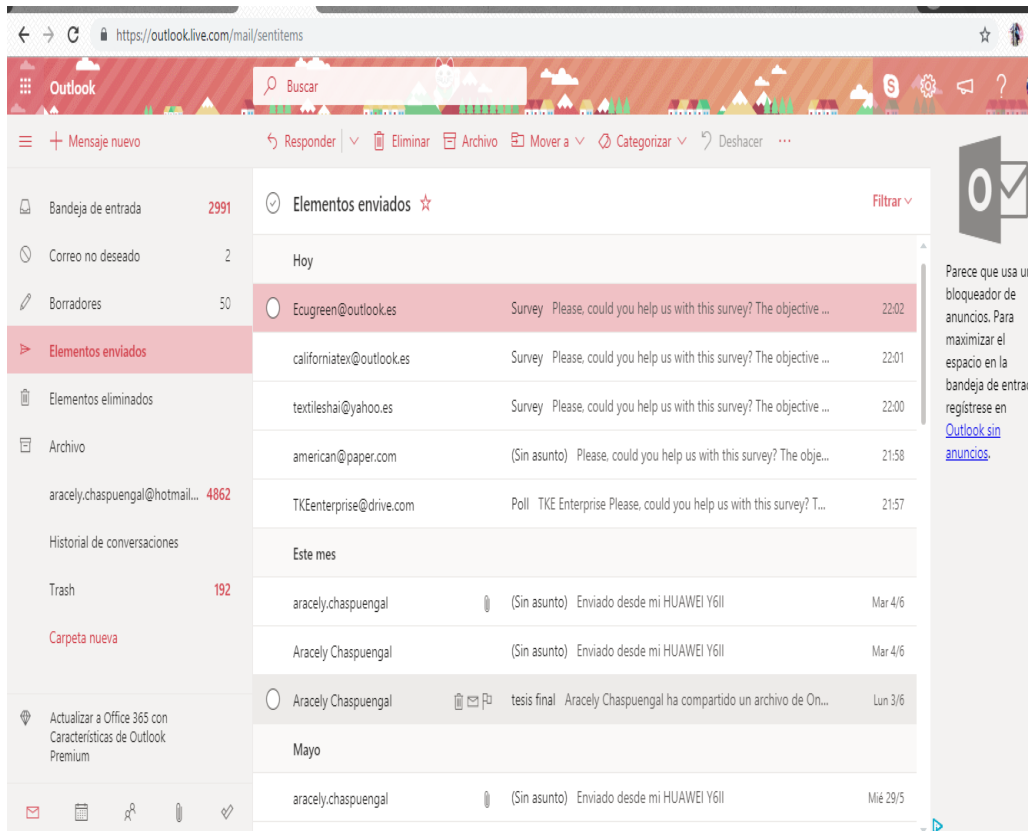 https://outlook.live.com/mail/sentitems
Outlook
Buscar
S
?
Mensaje nuevo
Responder Eliminar Archivo Mover a Categorizar Deshacer ...
Bandeja de entrada 2991
Correo no deseado 2
Borradores 50
Elementos enviados
Elementos eliminados
Archivo
aracely.chaspuengal@hotmail... 4862
Historial de conversaciones
Trash 192
Carpeta nueva
Actualizar a Office 365 con
Características de Outlook
Premium
Elementos enviados Filtrar
Hoy
Ecugreen@outlook.es Survey Please, could you help us with this survey? The objective ... 22:02
californiatex@outlook.es Survey Please, could you help us with this survey? The objective ... 22:01
textileshai@yahoo.es Survey Please, could you help us with this survey? The objective ... 22:00
american@paper.com (Sin asunto) Please, could you help us with this survey? The obje... 21:58
TKEenterprise@drive.com Poll TKE Enterprise Please, could you help us with this survey? T... 21:57
Este mes
aracely.chaspuengal (Sin asunto) Enviado desde mi HUAWEI Y6II Mar 4/6
Aracely Chaspuengal (Sin asunto) Enviado desde mi HUAWEI Y6II Mar 4/6
Aracely Chaspuengal tesis final Aracely Chaspuengal ha compartido un archivo de On... Lun 3/6
Mayo
aracely.chaspuengal (Sin asunto) Enviado desde mi HUAWEI Y6II Mié 29/5
O
Parece que usa
bloqueador de
anuncios. Para
maximizar el
espacio en la
bandeja de
regístrese en
Outlook sin
anuncios.